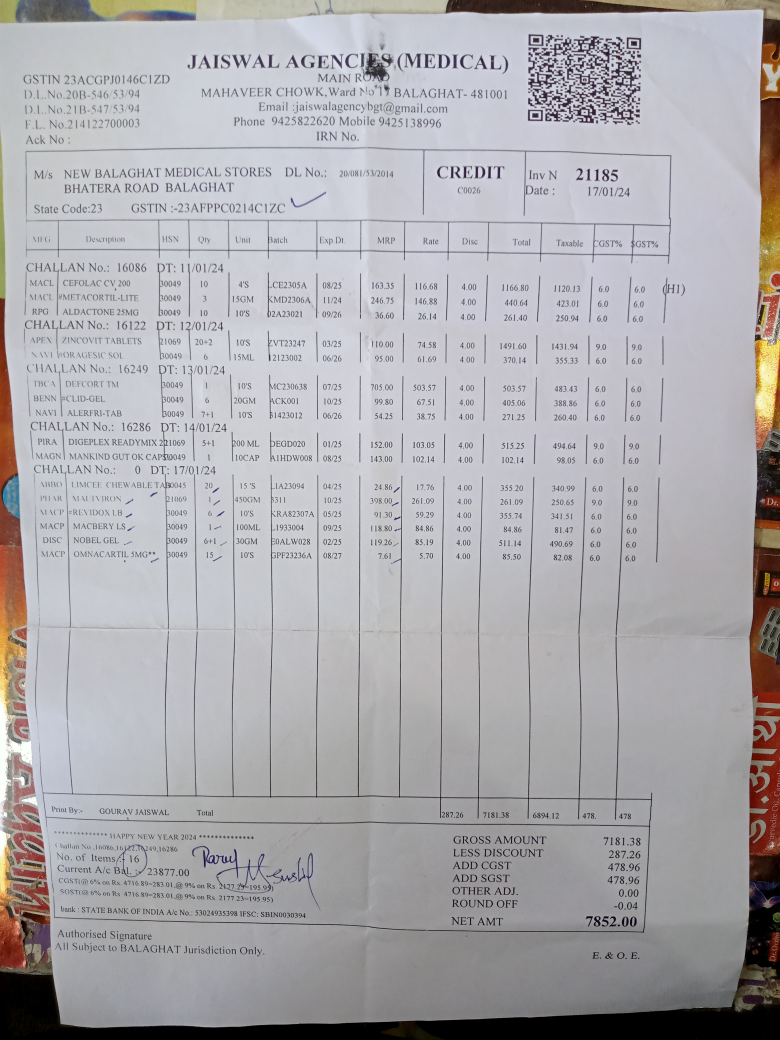 JAISWAL AGENCIES (MEDICAL)
MAIN ROAD
MAHAVEER CHOWK,Ward No 11 BALAGHAT- 481001
Email :jaiswalagencybgt@gmail.com
Phone 9425822620 Mobile 9425138996
IRN No.
GSTIN 23ACGPJ0146C1ZD
D.L.No.20B-546/53/94
D.L.No.21B-547/53/94
F.L. No.214122700003
Ack No :
M/s NEW BALAGHAT MEDICAL STORES DL No.: 20/081/53/2014
BHATERA ROAD BALAGHAT
State Code:23 GSTIN :-23AFPPC0214C1ZC
CREDIT
C0026
Inv N 21185
Date : 17/01/24
MFG Description HSN Qty Unit Batch Exp Dt. MRP Rate Disc Total Taxable CGST% SGST%
CHALLAN No.: 16086 DT: 11/01/24
MACL CEFOLAC CV 200 30049 10 4'S LCE2305A 08/25 163.35 116.68 4.00 1166.80 1120.13 6.0 6.0 (H1)
MACL #METACORTIL-LITE 30049 3 15GM KMD2306A 11/24 246.75 146.88 4.00 440.64 423.01 6.0 6.0
RPG ALDACTONE 25MG 30049 10 10'S 02A23021 09/26 36.60 26.14 4.00 261.40 250.94 6.0 6.0
CHALLAN No.: 16122 DT: 12/01/24
APEX ZINCOVIT TABLETS 21069 20+2 10'S ZVT23247 03/25 110.00 74.58 4.00 1491.60 1431.94 9.0 9.0
NAVI #ORAGESIC SOL 30049 6 15ML 12123002 06/26 95.00 61.69 4.00 370.14 355.33 6.0 6.0
CHALLAN No.: 16249 DT: 13/01/24
TBCA DEFCORT TM 30049 1 10'S MC230638 07/25 705.00 503.57 4.00 503.57 483.43 6.0 6.0
BENN #CLID-GEL 30049 6 20GM ACK001 10/25 99.80 67.51 4.00 405.06 388.86 6.0 6.0
NAVI ALERFRI-TAB 30049 7+1 10'S 31423012 06/26 54.25 38.75 4.00 271.25 260.40 6.0 6.0
CHALLAN No.: 16286 DT: 14/01/24
PIRA DIGEPLEX READYMIX 2 21069 5+1 200 ML DEGD020 01/25 152.00 103.05 4.00 515.25 494.64 9.0 9.0
MAGN MANKIND GUT OK CAPS 30049 1 10CAP A1HDW008 08/25 143.00 102.14 4.00 102.14 98.05 6.0 6.0
CHALLAN No.: 0 DT: 17/01/24
ABBO LIMCEE CHEWABLE TAB 30045 20 15 'S LIA23094 04/25 24.86 17.76 4.00 355.20 340.99 6.0 6.0
PHAR MALTYRON 21069 1 450GM 3311 10/25 398.00 261.09 4.00 261.09 250.65 9.0 9.0
MACP #REVIDOX LB 30049 6 10'S KRA82307A 05/25 91.30 59.29 4.00 355.74 341.51 6.0 6.0
MACP MACBERY LS 30049 1 100ML L1933004 09/25 118.80 84.86 4.00 84.86 81.47 6.0 6.0
DISC NOBEL GEL 30049 6+1 30GM E0ALW028 02/25 119.26 85.19 4.00 511.14 490.69 6.0 6.0
MACP OMNACARTIL 5MG** 30049 15 10'S GPF23236A 08/27 7.61 5.70 4.00 85.50 82.08 6.0 6.0
Print By:- GOURAV JAISWAL Total 287.26 7181.38 6894.12 478. 478
************** HAPPY NEW YEAR 2024 **************
Challan No .16086,16122,16249,16286
No. of Items:- 16
Current A/c Bal :- 23877.00
CGST(@ 6% on Rs. 4716.89=283.01,@ 9% on Rs. 2177.23=195.95)
SGST(@ 6% on Rs. 4716.89=283.01,@ 9% on Rs. 2177.23=195.95)
bank : STATE BANK OF INDIA A/c No.: 53024935398 IFSC: SBIN0030394
GROSS AMOUNT 7181.38
LESS DISCOUNT 287.26
ADD CGST 478.96
ADD SGST 478.96
OTHER ADJ. 0.00
ROUND OFF -0.04
NET AMT 7852.00
Authorised Signature
All Subject to BALAGHAT Jurisdiction Only.
E. & O. E.